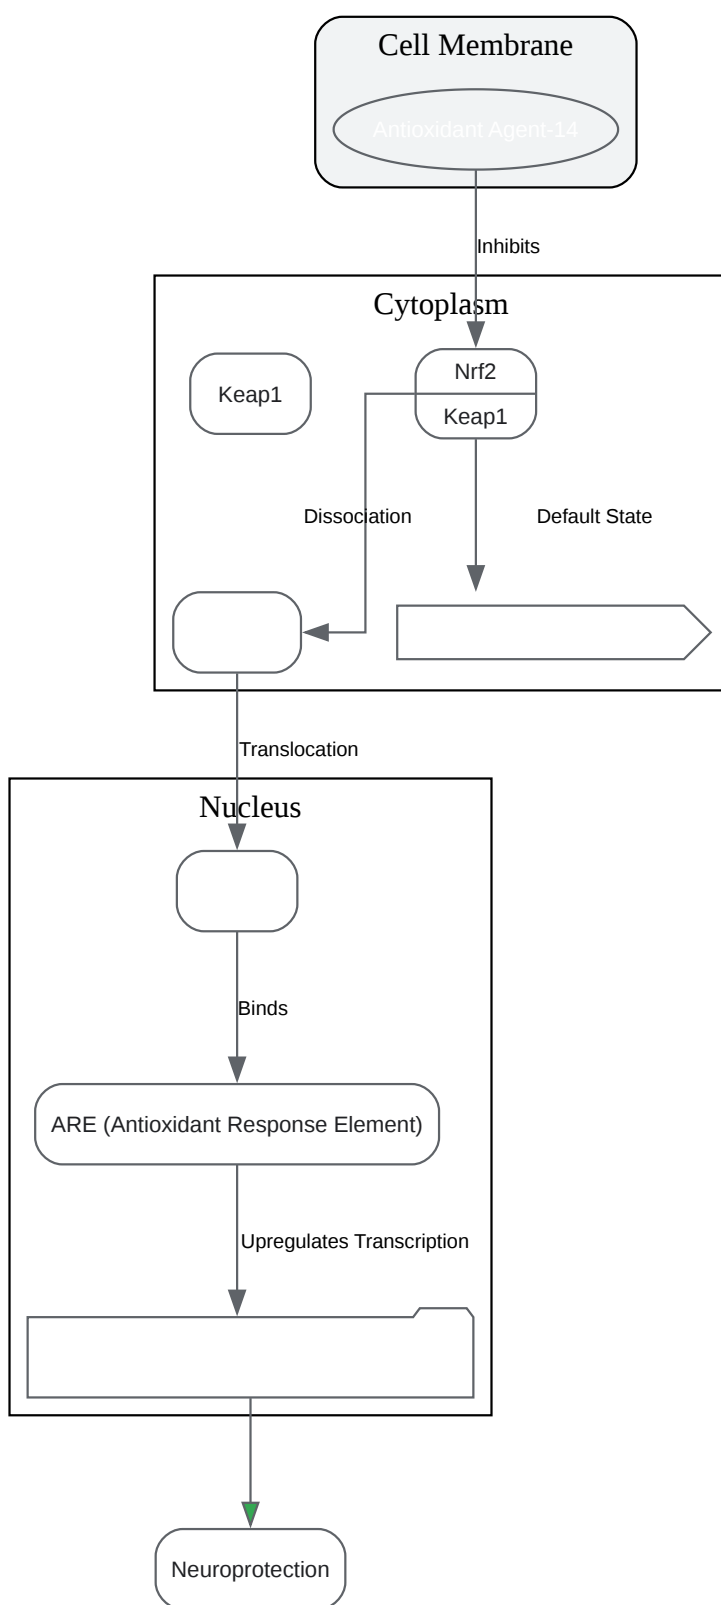 Cell Membrane
Antioxidant Agent-14
Inhibits
Cytoplasm
Keap1
Nrf2
Keap1
Dissociation
Default State
Translocation
Nucleus
Binds
ARE (Antioxidant Response Element)
Upregulates Transcription
Neuroprotection